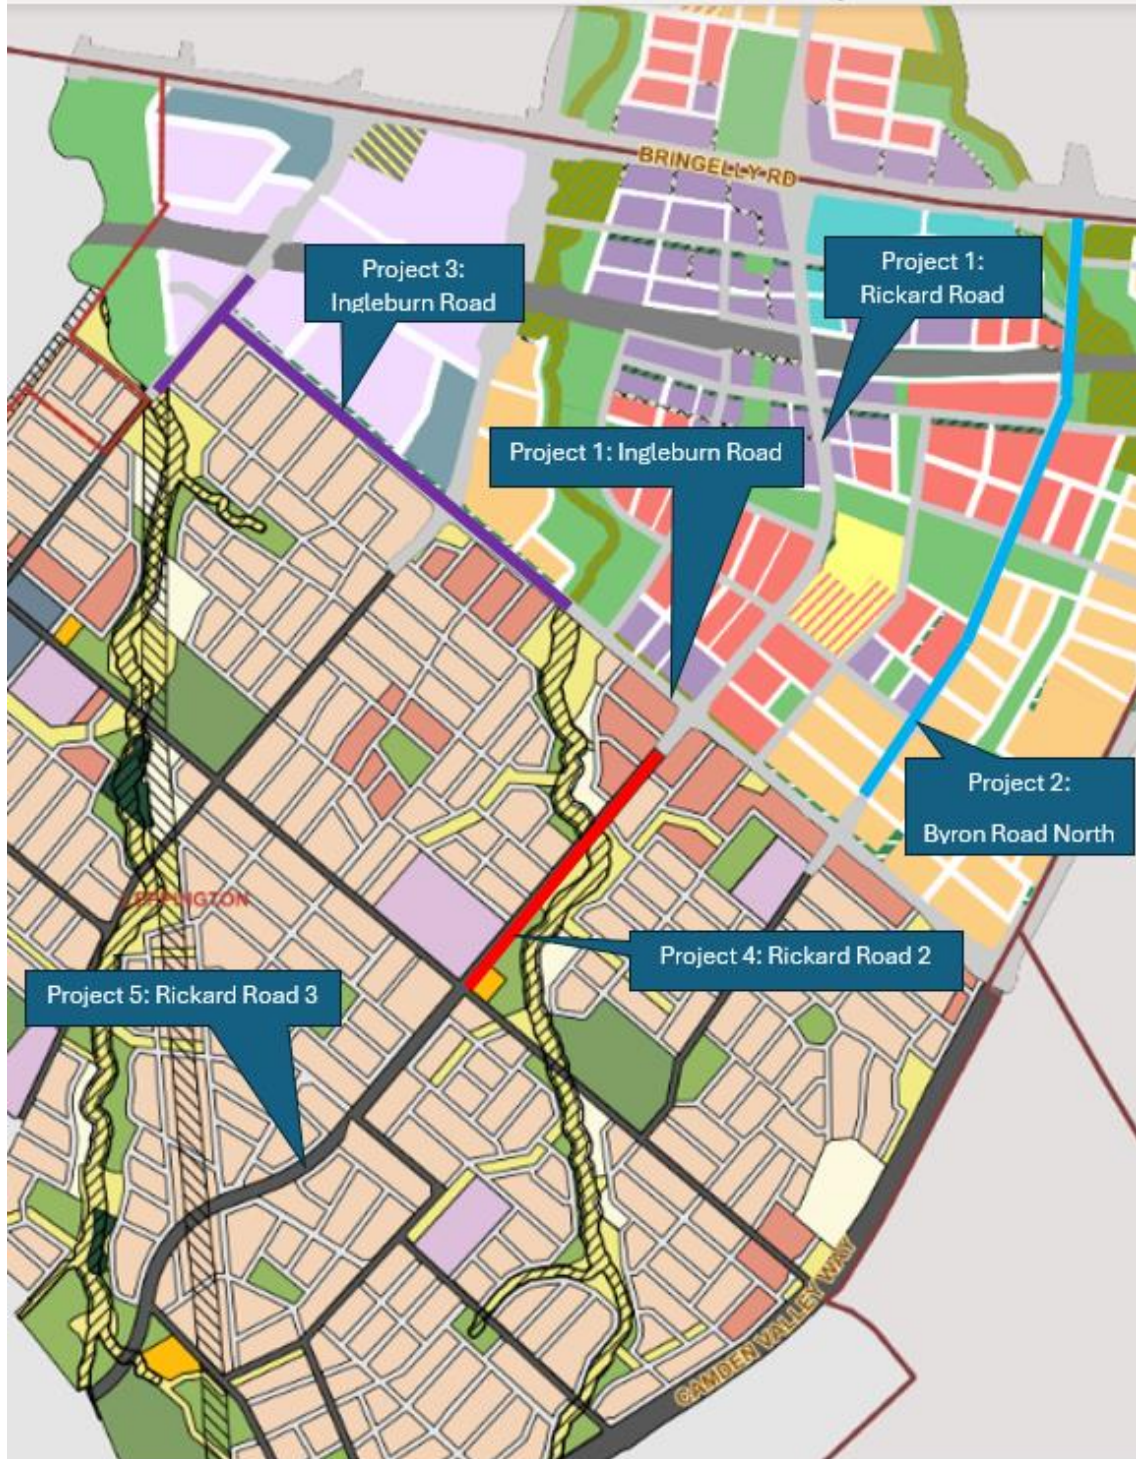 BRINGELLY RD
Project 3:
Ingleburn Road
Project 1:
Rickard Road
Project 1: Ingleburn Road
Project 2:
Byron Road North
Project 4: Rickard Road 2
Project 5: Rickard Road 3
CAMDEN VALLEY WAY